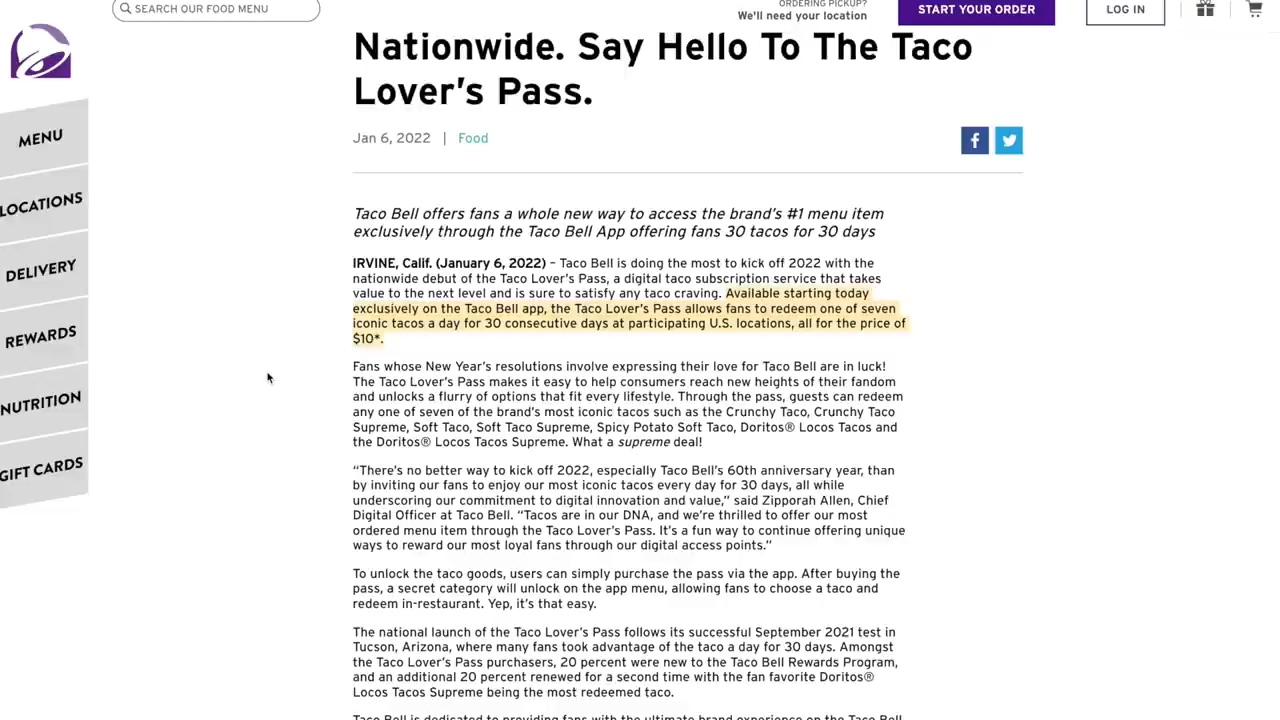 SEARCH OUR FOOD MENU
ORDERING PICKUP?
We'll need your location
START YOUR ORDER
LOG IN
MENU
LOCATIONS
DELIVERY
REWARDS
NUTRITION
GIFT CARDS
Nationwide. Say Hello To The Taco
Lover’s Pass.
Jan 6, 2022 | Food
Taco Bell offers fans a whole new way to access the brand’s #1 menu item
exclusively through the Taco Bell App offering fans 30 tacos for 30 days
IRVINE, Calif. (January 6, 2022) – Taco Bell is doing the most to kick off 2022 with the
nationwide debut of the Taco Lover’s Pass, a digital taco subscription service that takes
value to the next level and is sure to satisfy any taco craving. Available starting today
exclusively on the Taco Bell app, the Taco Lover’s Pass allows fans to redeem one of seven
iconic tacos a day for 30 consecutive days at participating U.S. locations, all for the price of
$10*.
Fans whose New Year’s resolutions involve expressing their love for Taco Bell are in luck!
The Taco Lover’s Pass makes it easy to help consumers reach new heights of their fandom
and unlocks a flurry of options that fit every lifestyle. Through the pass, guests can redeem
any one of seven of the brand’s most iconic tacos such as the Crunchy Taco, Crunchy Taco
Supreme, Soft Taco, Soft Taco Supreme, Spicy Potato Soft Taco, Doritos® Locos Tacos and
the Doritos® Locos Tacos Supreme. What a supreme deal!
“There’s no better way to kick off 2022, especially Taco Bell’s 60th anniversary year, than
by inviting our fans to enjoy our most iconic tacos every day for 30 days, all while
underscoring our commitment to digital innovation and value,” said Zipporah Allen, Chief
Digital Officer at Taco Bell. “Tacos are in our DNA, and we’re thrilled to offer our most
ordered menu item through the Taco Lover’s Pass. It’s a fun way to continue offering unique
ways to reward our most loyal fans through our digital access points.”
To unlock the taco goods, users can simply purchase the pass via the app. After buying the
pass, a secret category will unlock on the app menu, allowing fans to choose a taco and
redeem in-restaurant. Yep, it’s that easy.
The national launch of the Taco Lover’s Pass follows its successful September 2021 test in
Tucson, Arizona, where many fans took advantage of the taco a day for 30 days. Amongst
the Taco Lover’s Pass purchasers, 20 percent were new to the Taco Bell Rewards Program,
and an additional 20 percent renewed for a second time with the fan favorite Doritos®
Locos Tacos Supreme being the most redeemed taco.
Taco Bell is dedicated to providing fans with the ultimate brand experience on the Taco Bell